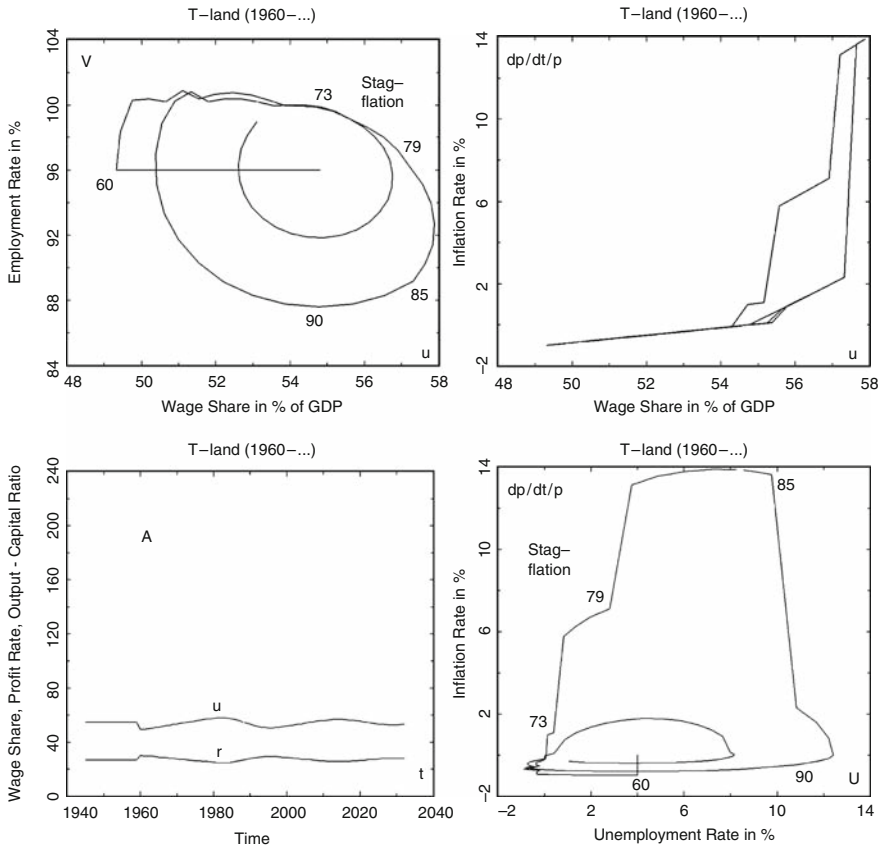 T–land (1960–...)
Employment Rate in %
104
100
96
92
88
84
V
Stag–
flation
73
79
60
85
90
u
48
50
52
54
56
58
Wage Share in % of GDP
T–land (1960–...)
Inflation Rate in %
14
10
6
2
−2
dp/dt/p
u
48
50
52
54
56
58
Wage Share in % of GDP
T–land (1960–...)
Wage Share, Profit Rate, Output - Capital Ratio
240
200
160
120
80
40
0
A
u
r
t
1940
1960
1980
2000
2020
2040
Time
T–land (1960–...)
Inflation Rate in %
14
10
6
2
−2
dp/dt/p
85
Stag–
flation
79
73
60
90
U
−2
2
6
10
14
Unemployment Rate in %